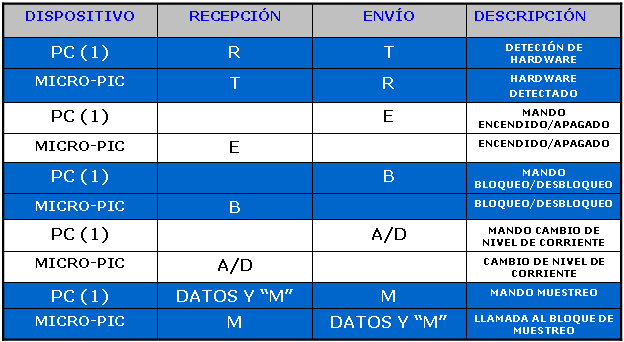 DISPOSITIVO RECEPCIÓN ENVÍO DESCRIPCIÓN
PC (1) R T DETECIÓN DE
HARDWARE
MICRO-PIC T R HARDWARE
DETECTADO
PC (1) E MANDO
ENCENDIDO/APAGADO
MICRO-PIC E ENCENDIDO/APAGADO
PC (1) B MANDO
BLOQUEO/DESBLOQUEO
MICRO-PIC B BLOQUEO/DESBLOQUEO
PC (1) A/D MANDO CAMBIO DE
NIVEL DE CORRIENTE
MICRO-PIC A/D CAMBIO DE NIVEL DE
CORRIENTE
PC (1) DATOS Y “M” M MANDO MUESTREO
MICRO-PIC M DATOS Y “M” LLAMADA AL BLOQUE DE
MUESTREO